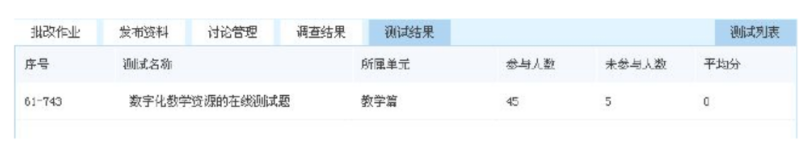 批改作业 发布资料 讨论管理 调查结果 测试结果 测试列表
序号 测试名称 所属单元 参与人数 未参与人数 平均分
61-743 数字化教学资源的在线测试题 教学篇 45 5 0